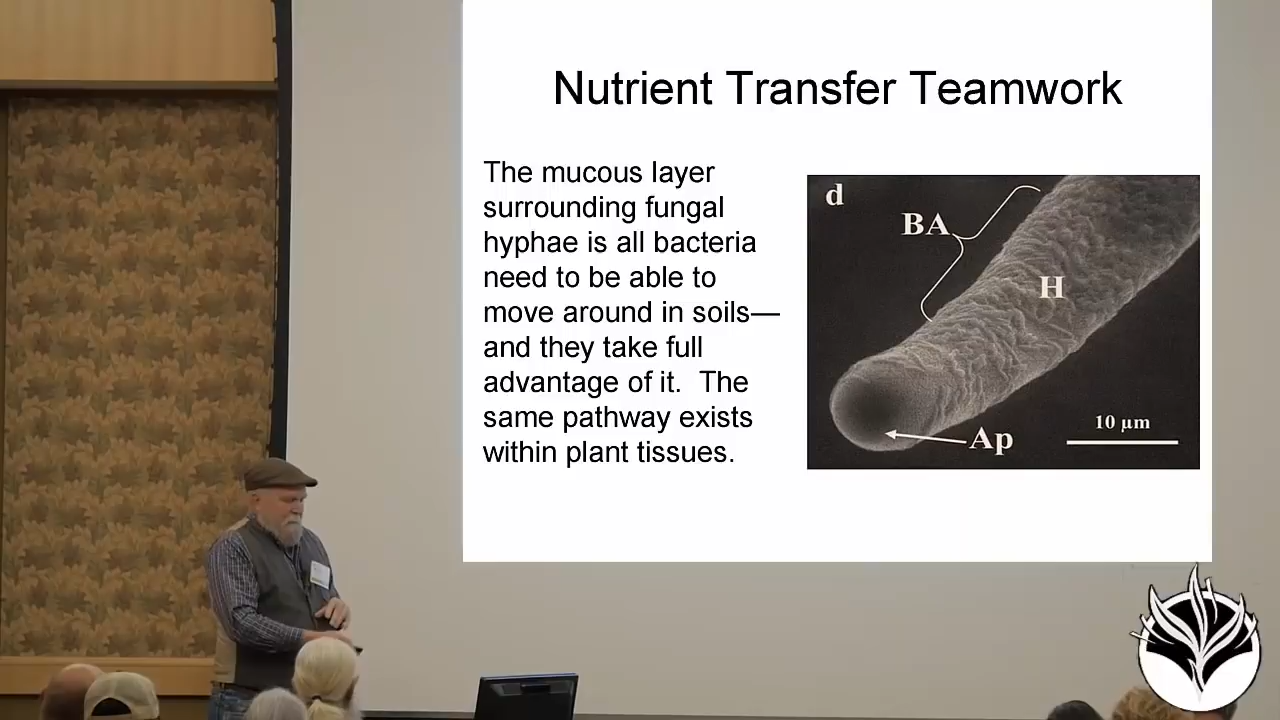 Nutrient Transfer Teamwork
The mucous layer
surrounding fungal
hyphae is all bacteria
need to be able to
move around in soils—
and they take full
advantage of it. The
same pathway exists
within plant tissues.
d
BA
H
Ap
10 µm